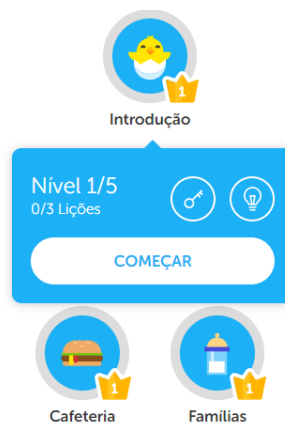 1
Introdução
Nível 1/5
0/3 Lições
COMEÇAR
1
1
Cafeteria
Famílias